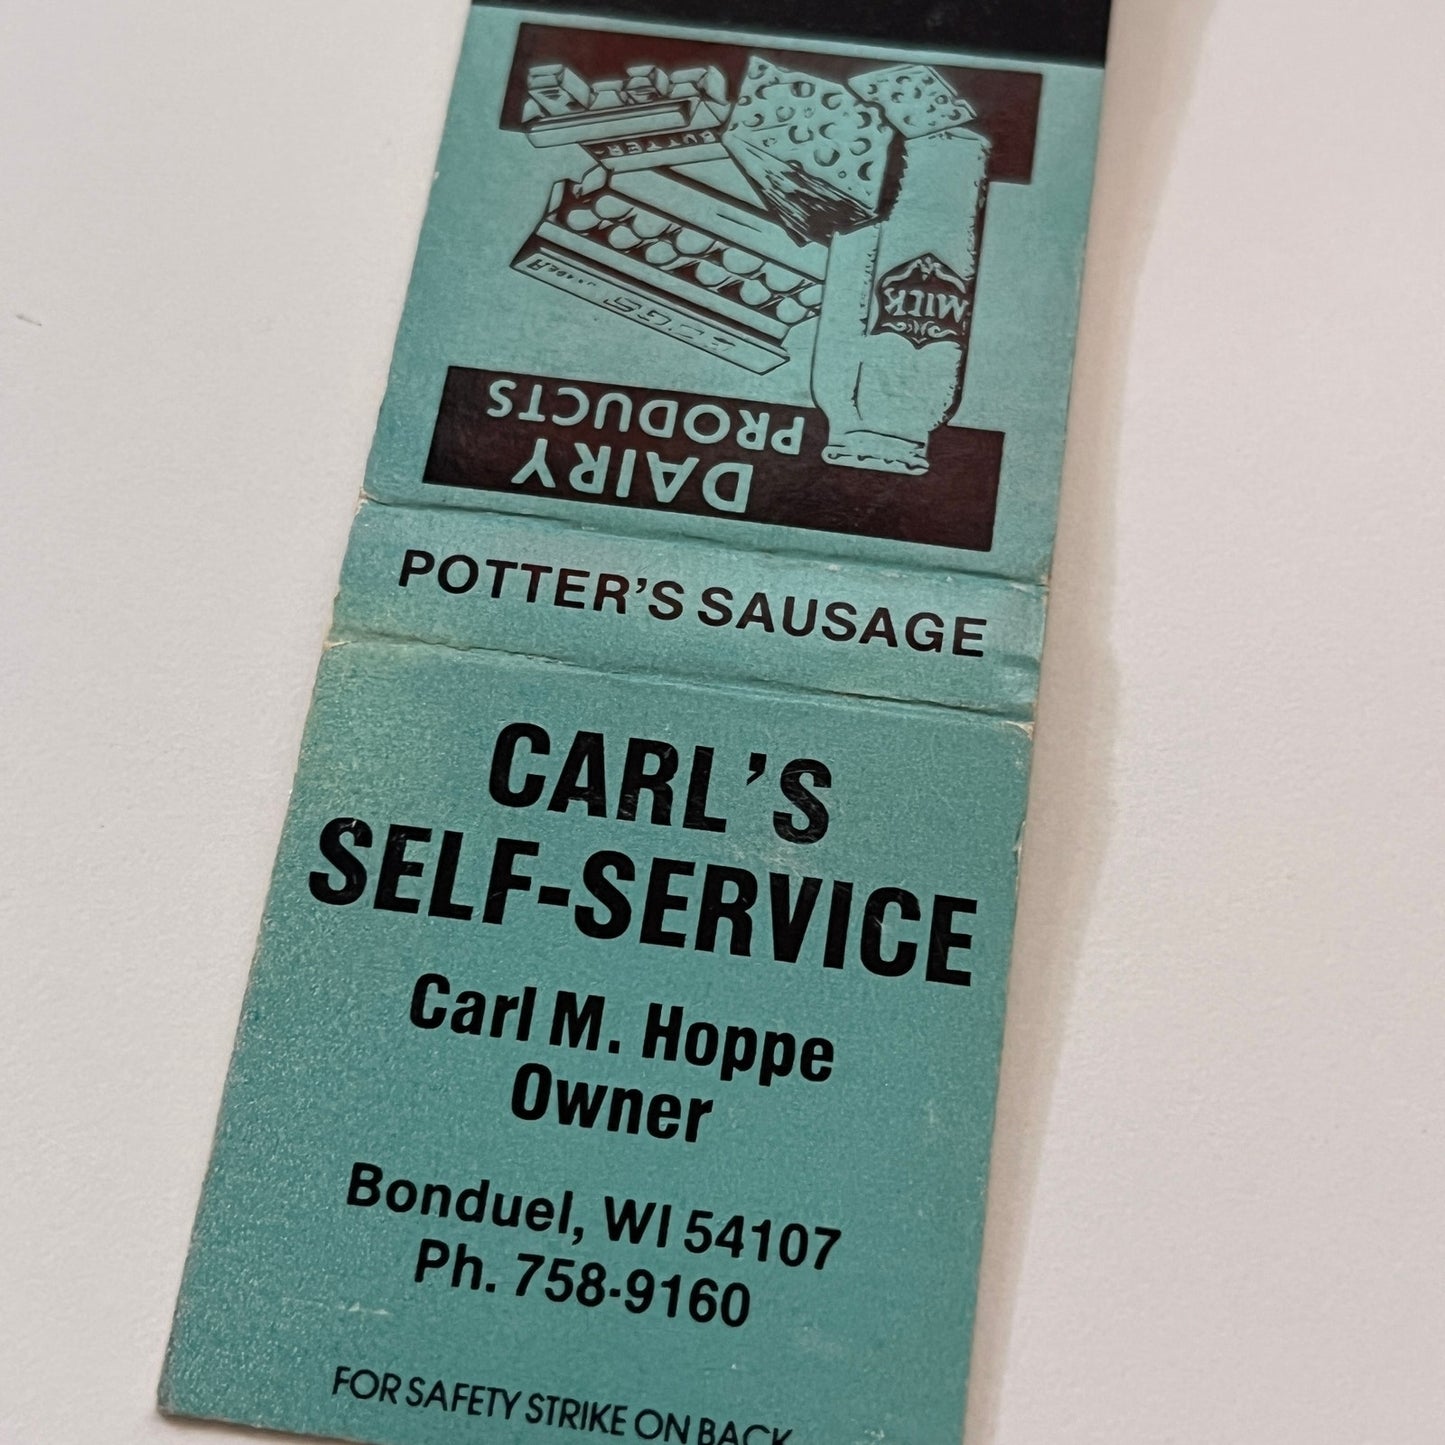 BUTTER
MILK
EGGS
DAIRY
PRODUCTS
POTTER'S SAUSAGE
CARL'S
SELF-SERVICE
Carl M. Hoppe
Owner
Bonduel, WI 54107
Ph. 758-9160
FOR SAFETY STRIKE ON BACK